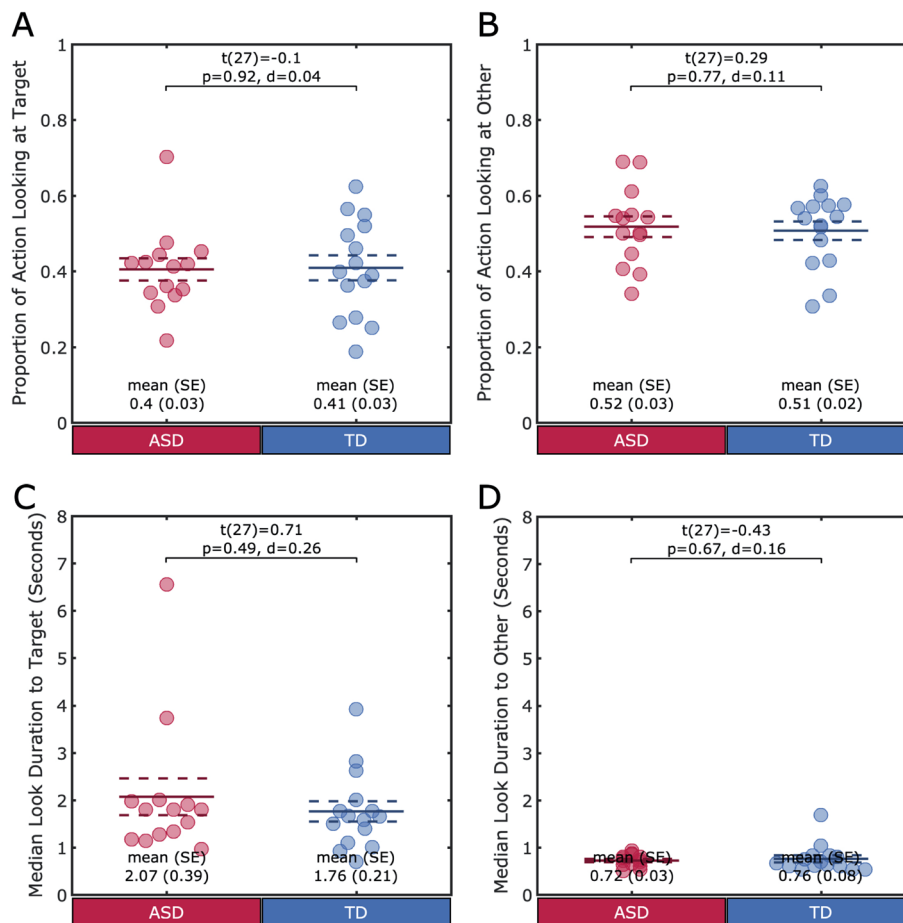 A
Proportion of Action Looking at Target
1
0.8
0.6
0.4
0.2
0
t(27)=-0.1
p=0.92, d=0.04
mean (SE)
0.4 (0.03)
mean (SE)
0.41 (0.03)
ASD
TD
B
Proportion of Action Looking at Other
1
0.8
0.6
0.4
0.2
0
t(27)=0.29
p=0.77, d=0.11
mean (SE)
0.52 (0.03)
mean (SE)
0.51 (0.02)
ASD
TD
C
Median Look Duration to Target (Seconds)
8
7
6
5
4
3
2
1
0
t(27)=0.71
p=0.49, d=0.26
mean (SE)
2.07 (0.39)
mean (SE)
1.76 (0.21)
ASD
TD
D
Median Look Duration to Other (Seconds)
8
7
6
5
4
3
2
1
0
t(27)=-0.43
p=0.67, d=0.16
mean (SE)
0.72 (0.03)
mean (SE)
0.76 (0.08)
ASD
TD